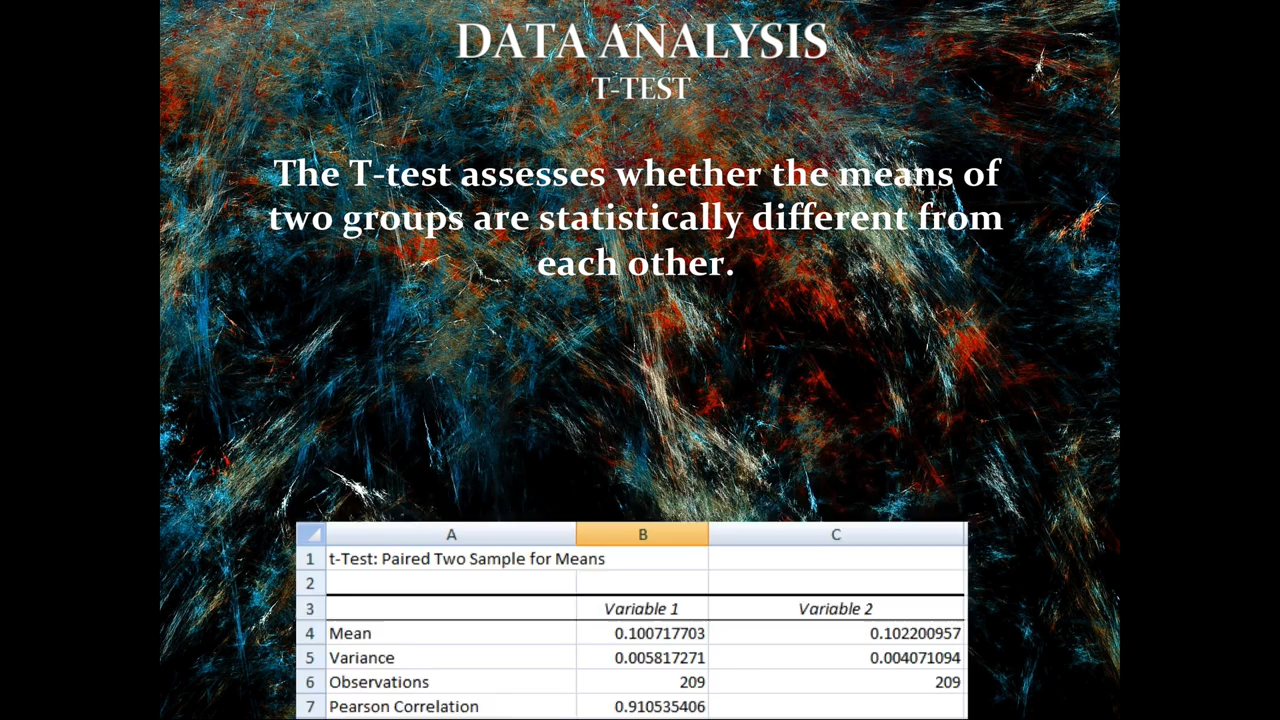 DATA ANALYSIS
T-TEST
The T-test assesses whether the means of
two groups are statistically different from
each other.
A B C
1 t-Test: Paired Two Sample for Means
2
3 Variable 1 Variable 2
4 Mean 0.100717703 0.102200957
5 Variance 0.005817271 0.004071094
6 Observations 209 209
7 Pearson Correlation 0.910535406